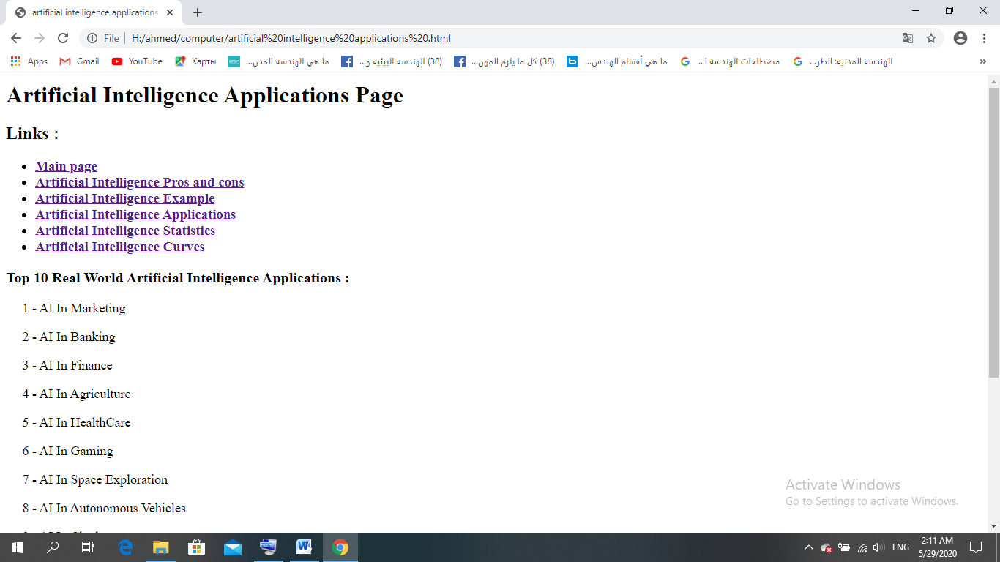 artificial intelligence applications
File H:/ahmed/computer/artificial%20intelligence%20applications%20.html
Apps Gmail YouTube Карты ما هي الهندسة المدن... (38) الهندسه البيئيه و... (38) كل ما يلزم المهن... ما هي أقسام الهندس... مصطلحات الهندسة ا... الهندسة المدنية: الطر... »
Artificial Intelligence Applications Page
Links :
• Main page
• Artificial Intelligence Pros and cons
• Artificial Intelligence Example
• Artificial Intelligence Applications
• Artificial Intelligence Statistics
• Artificial Intelligence Curves
Top 10 Real World Artificial Intelligence Applications :
1 - AI In Marketing
2 - AI In Banking
3 - AI In Finance
4 - AI In Agriculture
5 - AI In HealthCare
6 - AI In Gaming
7 - AI In Space Exploration
8 - AI In Autonomous Vehicles
Activate Windows
Go to Settings to activate Windows.
ENG
2:11 AM
5/29/2020